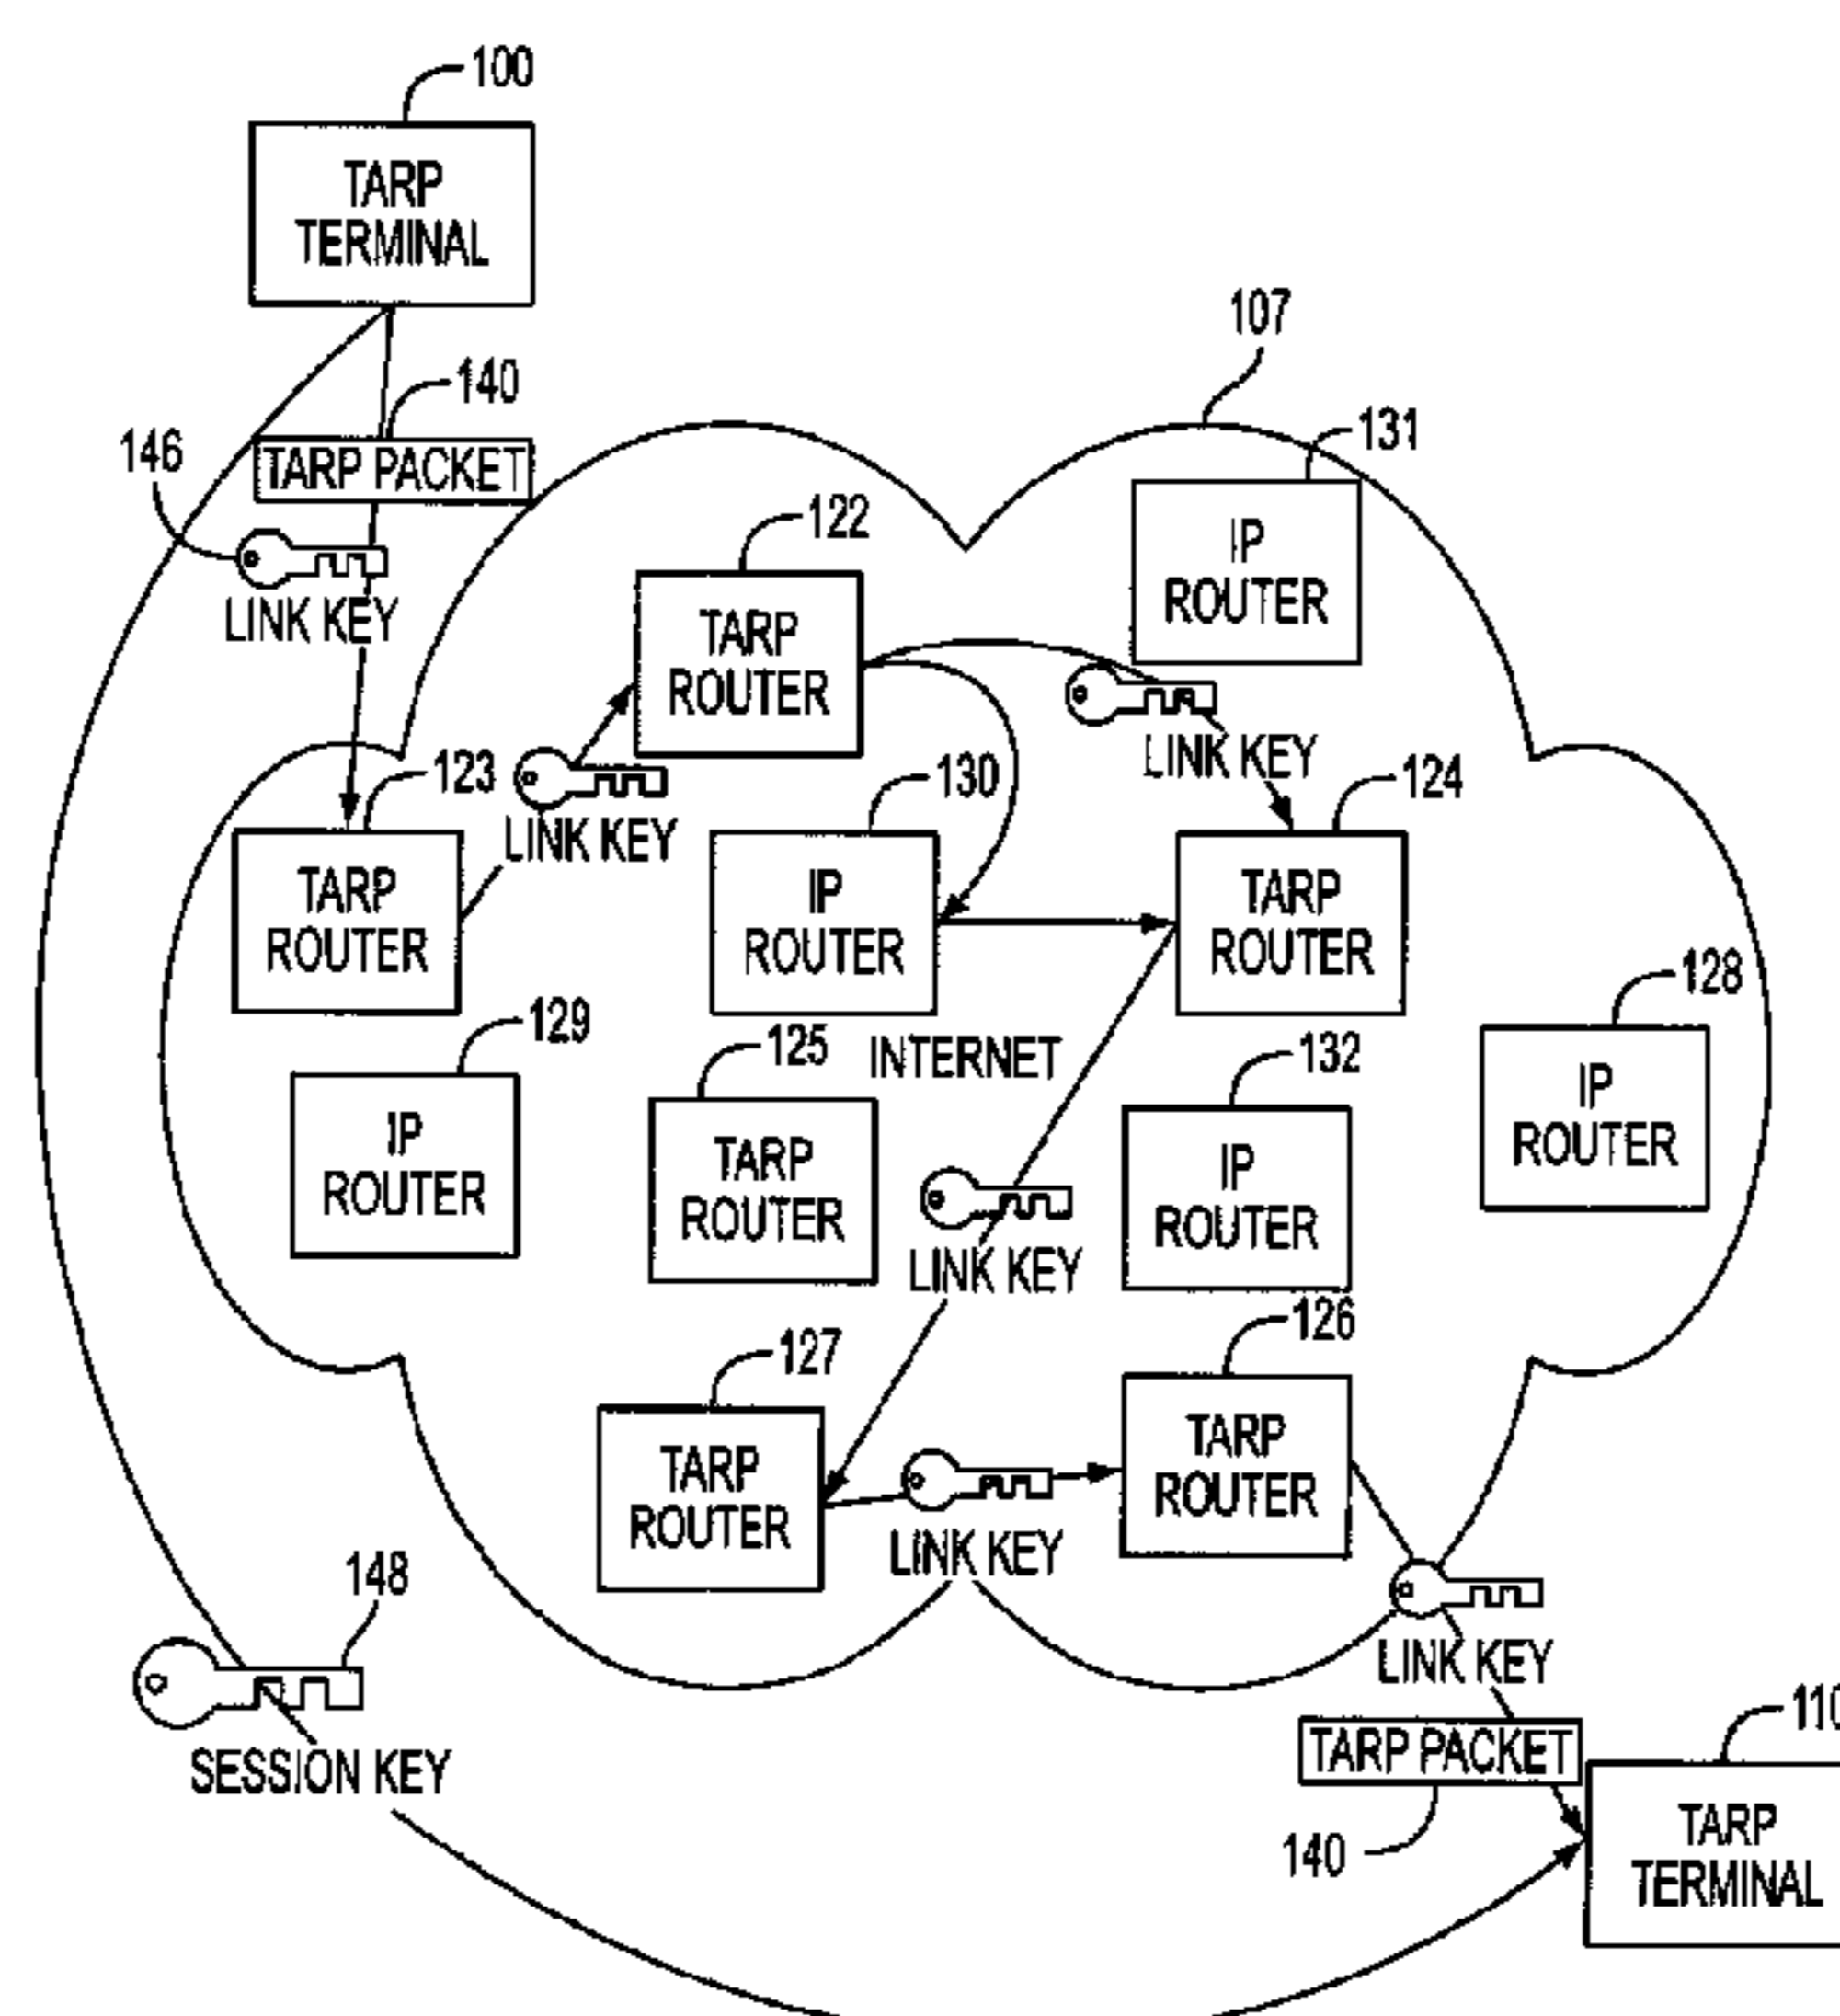 100
TARP
TERMINAL
107
140
TARP PACKET
146
LINK KEY
131
IP
ROUTER
122
TARP
ROUTER
LINK KEY
123
TARP
ROUTER
LINK KEY
130
IP
ROUTER
124
TARP
ROUTER
128
IP
ROUTER
129
IP
ROUTER
125
TARP
ROUTER
INTERNET
132
IP
ROUTER
LINK KEY
127
TARP
ROUTER
126
TARP
ROUTER
LINK KEY
148
SESSION KEY
LINK KEY
TARP PACKET
140
110
TARP
TERMINAL